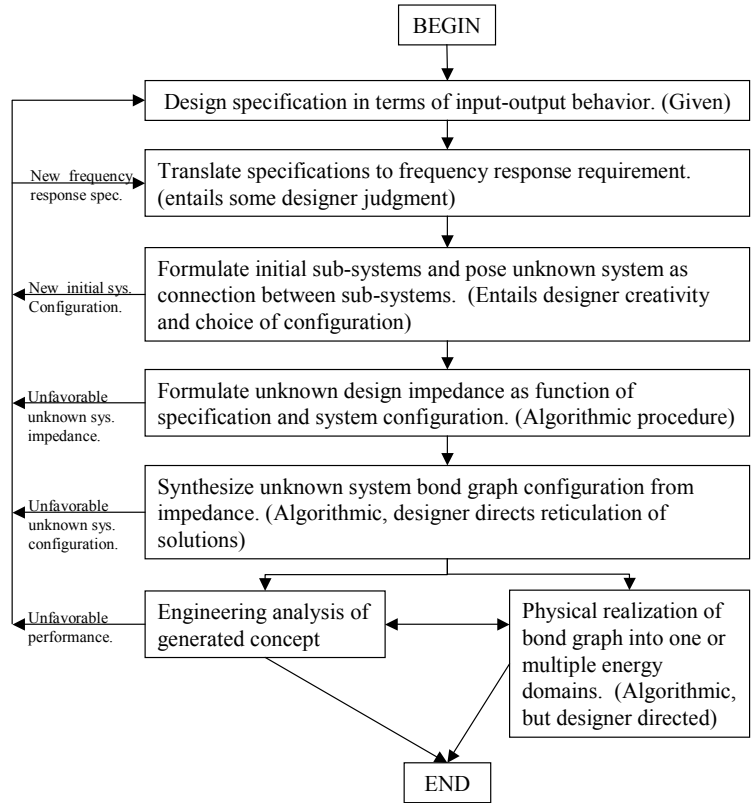 BEGIN
Design specification in terms of input-output behavior. (Given)
New frequency
response spec.
Translate specifications to frequency response requirement.
(entails some designer judgment)
New initial sys.
Configuration.
Formulate initial sub-systems and pose unknown system as
connection between sub-systems. (Entails designer creativity
and choice of configuration)
Unfavorable
unknown sys.
impedance.
Formulate unknown design impedance as function of
specification and system configuration. (Algorithmic procedure)
Unfavorable
unknown sys.
configuration.
Synthesize unknown system bond graph configuration from
impedance. (Algorithmic, designer directs reticulation of
solutions)
Unfavorable
performance.
Engineering analysis of
generated concept
Physical realization of
bond graph into one or
multiple energy
domains. (Algorithmic,
but designer directed)
END